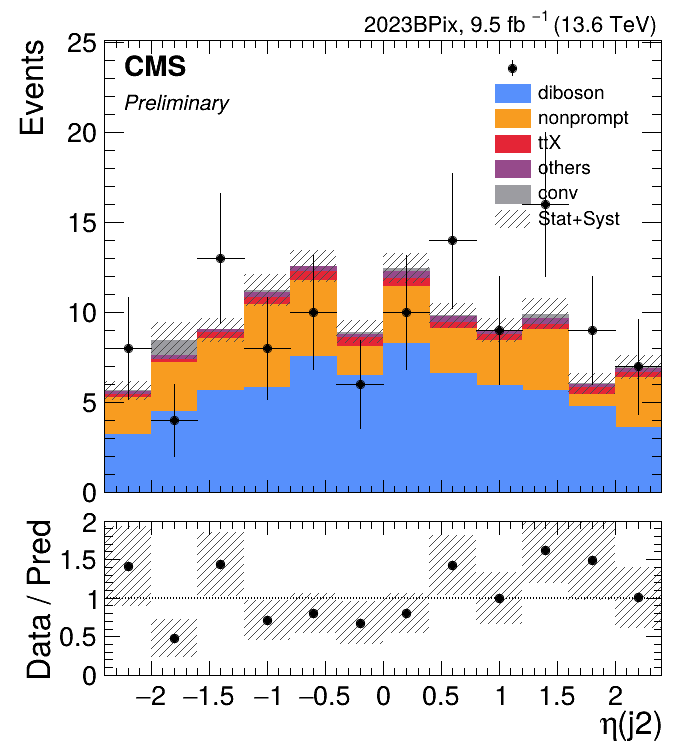 2023BPix, 9.5 fb⁻¹ (13.6 TeV)
CMS
Preliminary
Events
25
20
15
10
5
0
diboson
nonprompt
ttX
others
conv
Stat+Syst
Data / Pred
2
1.5
1
0.5
0
−2 −1.5 −1 −0.5 0 0.5 1 1.5 2
η(j2)